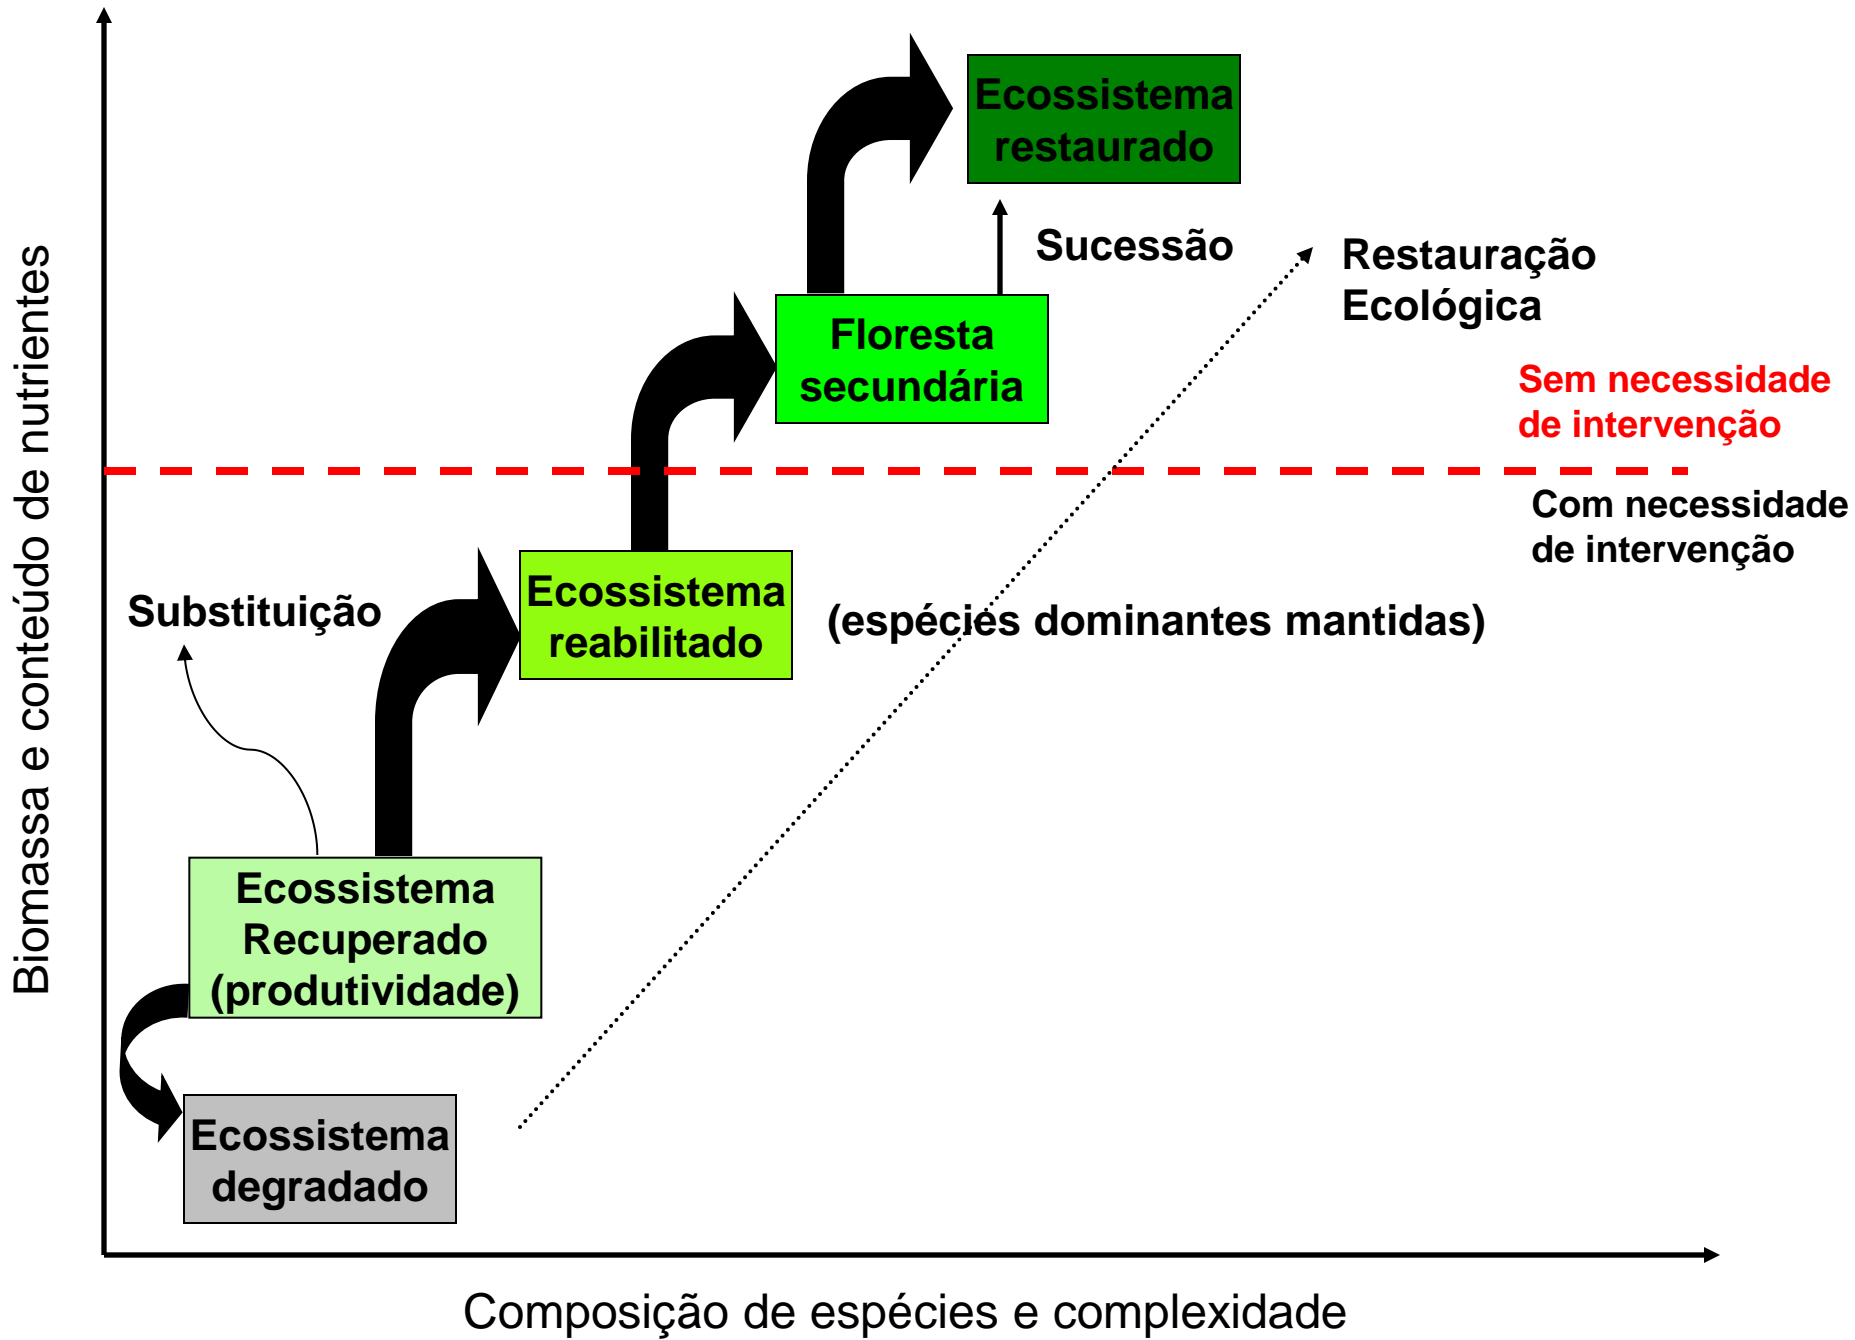 Ecossistema
restaurado
Sucessão
Restauração
Ecológica
Floresta
secundária
Sem necessidade
de intervenção
Com necessidade
de intervenção
Biomassa e conteúdo de nutrientes
Substituição
Ecossistema
reabilitado
(espécies dominantes mantidas)
Ecossistema
Recuperado
(produtividade)
Ecossistema
degradado
Composição de espécies e complexidade